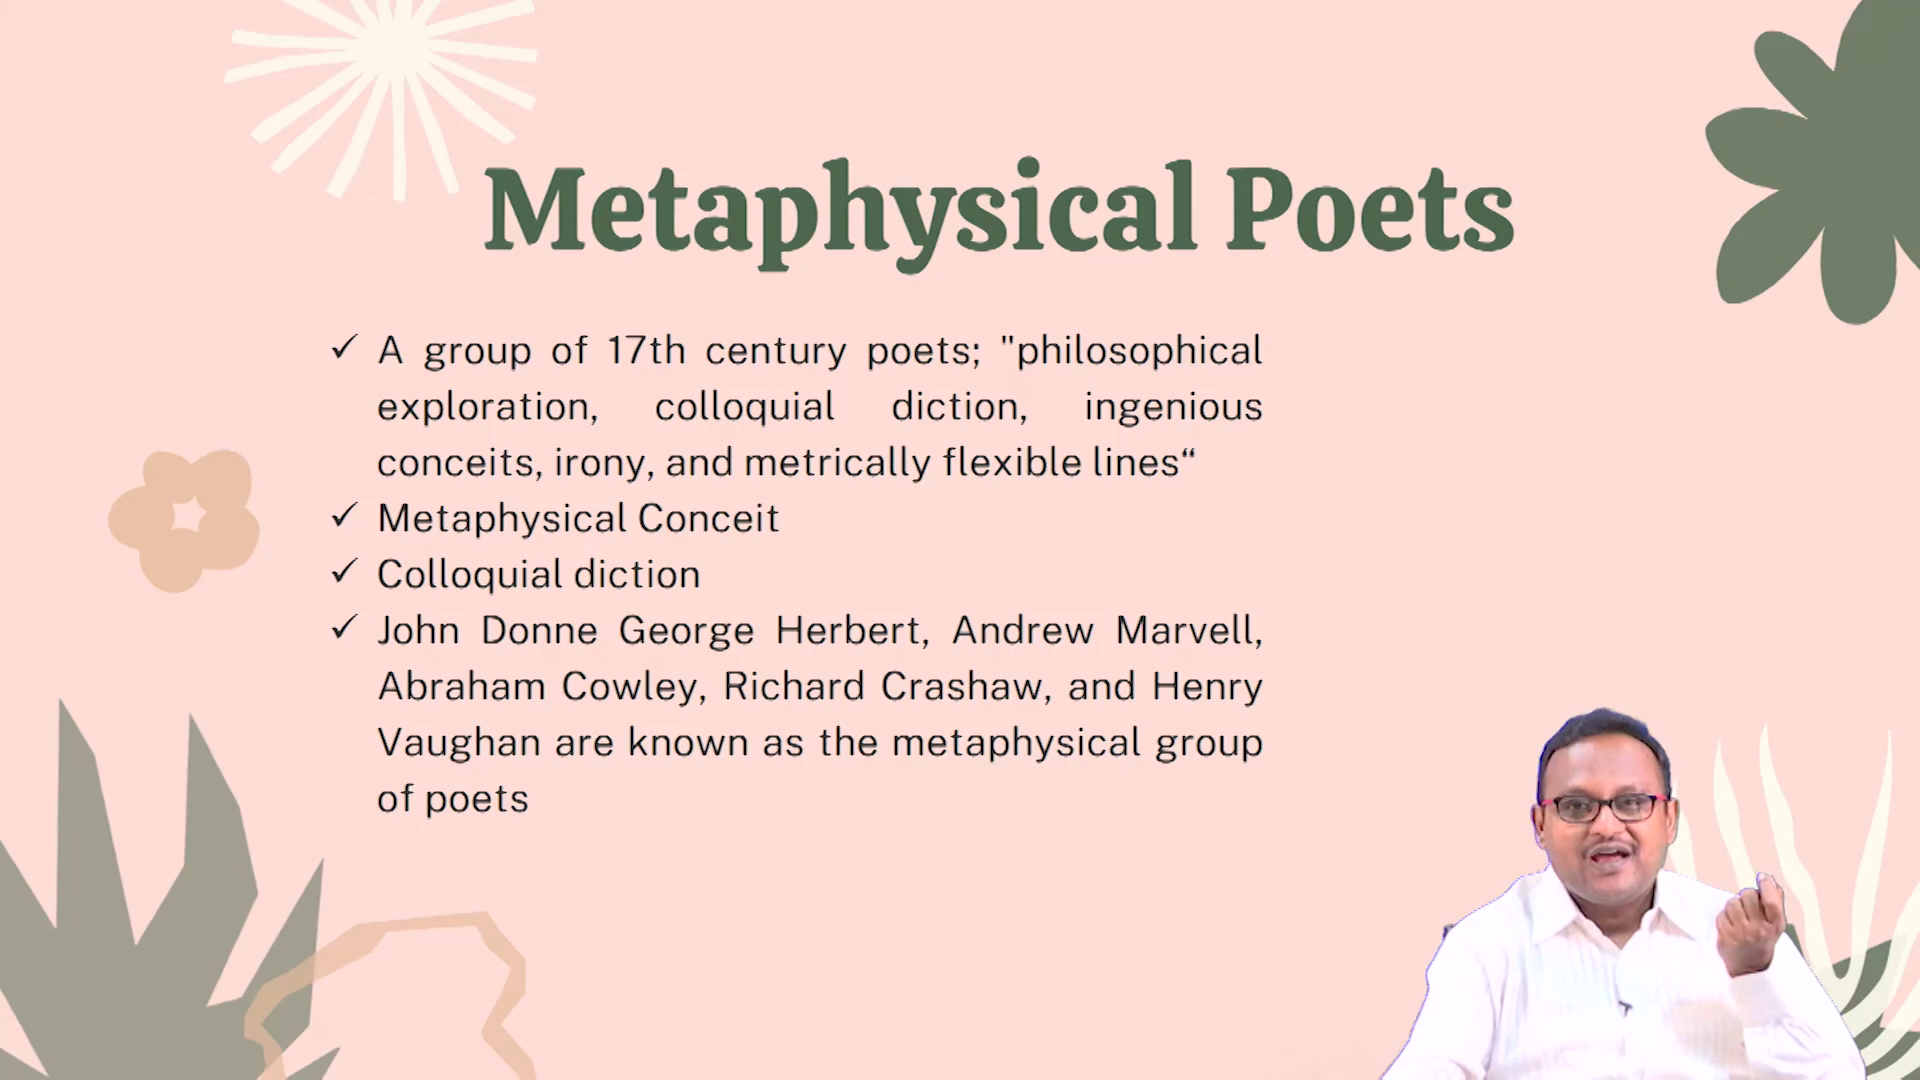 Metaphysical Poets
✓ A group of 17th century poets; "philosophical
exploration, colloquial diction, ingenious
conceits, irony, and metrically flexible lines“
✓ Metaphysical Conceit
✓ Colloquial diction
✓ John Donne George Herbert, Andrew Marvell,
Abraham Cowley, Richard Crashaw, and Henry
Vaughan are known as the metaphysical group
of poets